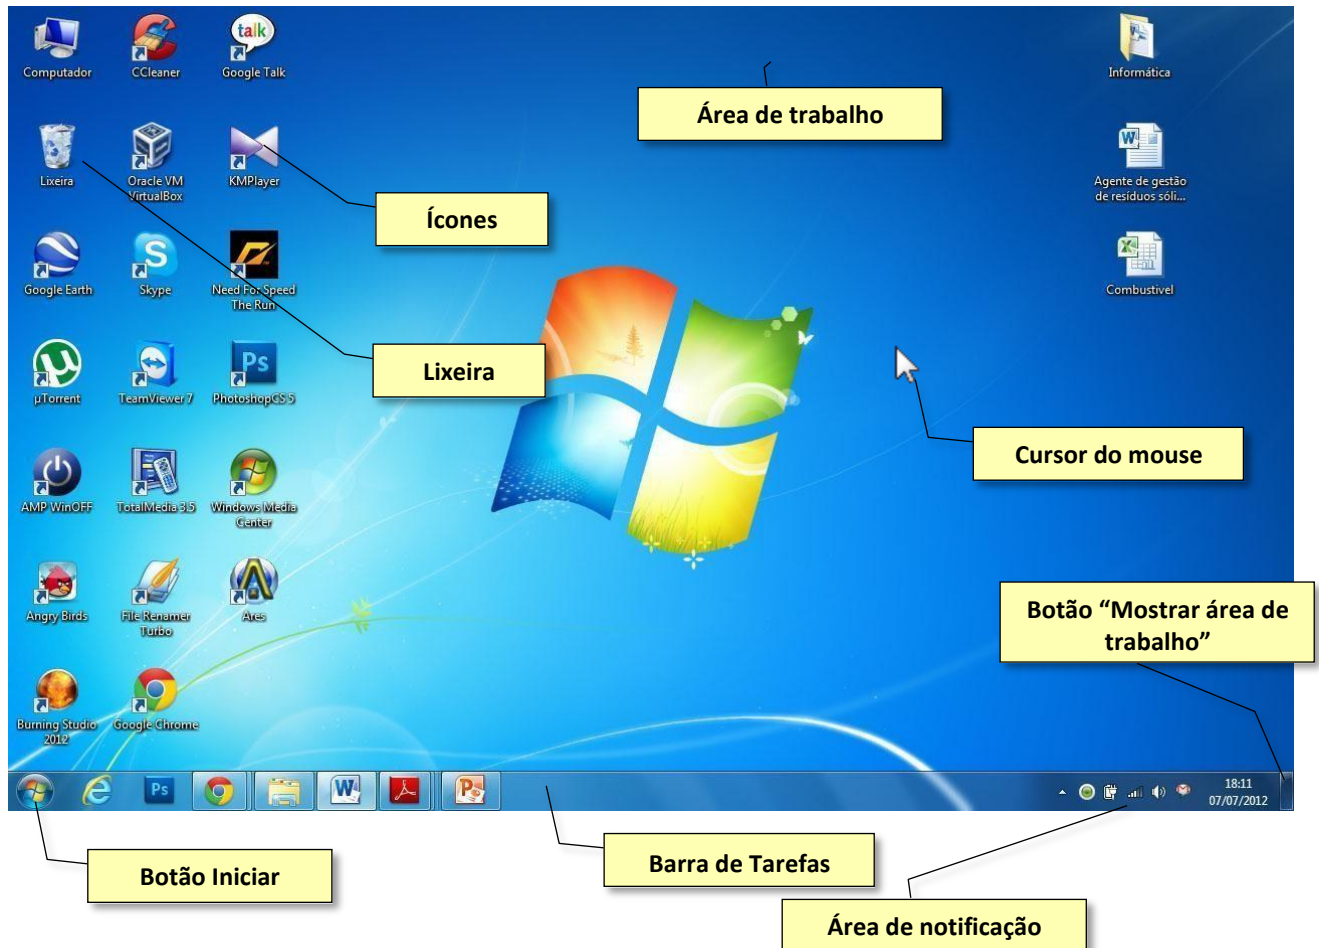 talk
Computador
CCleaner
Google Talk
Informática
Área de trabalho
Lixeira
Oracle VM
VirtualBox
KMPlayer
W
Agente de gestão
de resíduos sóli...
Ícones
S
Google Earth
Skype
Need For Speed
The Run
X
Combustivel
µ
Ps
Lixeira
µTorrent
TeamViewer 7
PhotoshopCS 5
Cursor do mouse
AMP WinOFF
TotalMedia 3.5
Windows Media
Center
Angry Birds
File Renamer
Turbo
Ares
Botão “Mostrar área de
trabalho”
Burning Studio
2012
Google Chrome
Ps
W
P
18:11
07/07/2012
Botão Iniciar
Barra de Tarefas
Área de notificação